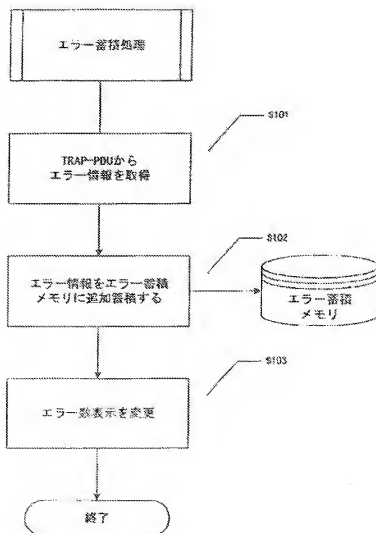 エラー蓄積処理
S101
TRAP-PDUから
エラー情報を取得
S102
エラー情報をエラー蓄積
メモリに追加蓄積する
エラー蓄積
メモリ
S103
エラー数表示を変更
終了